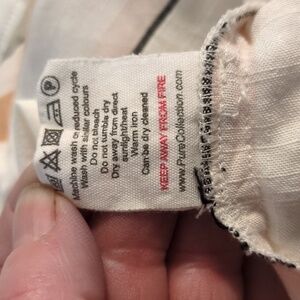 Machine wash on reduced cycle
Wash with similar colours
Do not bleach
Do not tumble dry
Dry away from direct
sunlight/heat
Warm iron
Can be dry cleaned
KEEP AWAY FROM FIRE
www.PureCollection.com